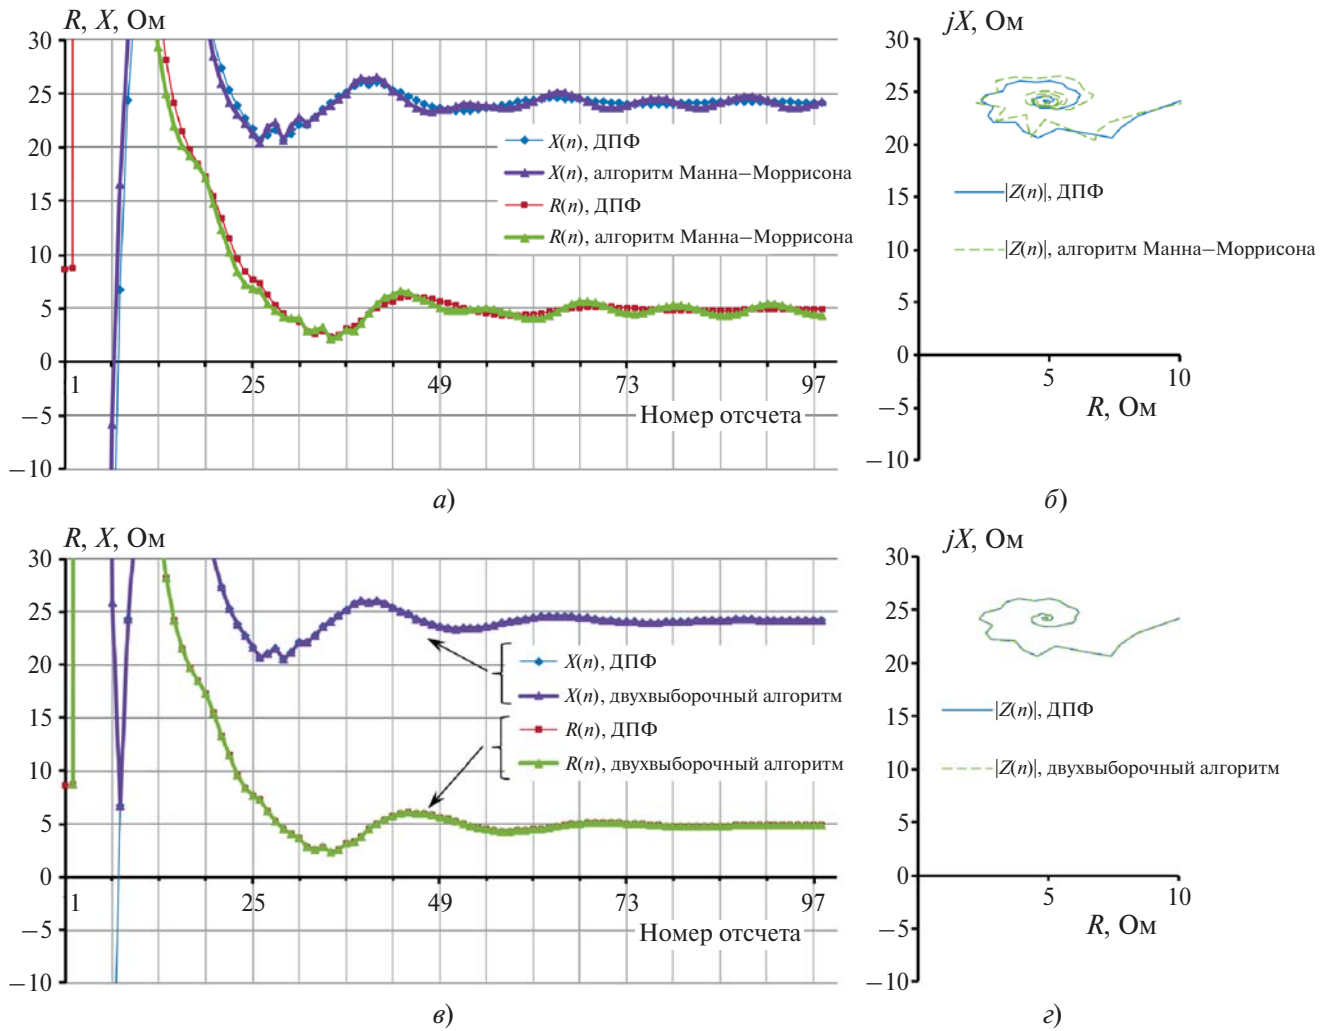 R, X, Ом
30
25
20
15
10
5
0
−5
−10
1
25
49
73
97
Номер отсчета
X(n), ДПФ
X(n), алгоритм Манна−Моррисона
R(n), ДПФ
R(n), алгоритм Манна−Моррисона
а)
jX, Ом
30
25
20
15
10
5
0
−5
−10
5
10
R, Ом
|Z(n)|, ДПФ
|Z(n)|, алгоритм Манна−Моррисона
б)
R, X, Ом
30
25
20
15
10
5
0
−5
−10
1
25
49
73
97
Номер отсчета
X(n), ДПФ
X(n), двухвыборочный алгоритм
R(n), ДПФ
R(n), двухвыборочный алгоритм
в)
jX, Ом
30
25
20
15
10
5
0
−5
−10
5
10
R, Ом
|Z(n)|, ДПФ
|Z(n)|, двухвыборочный алгоритм
г)